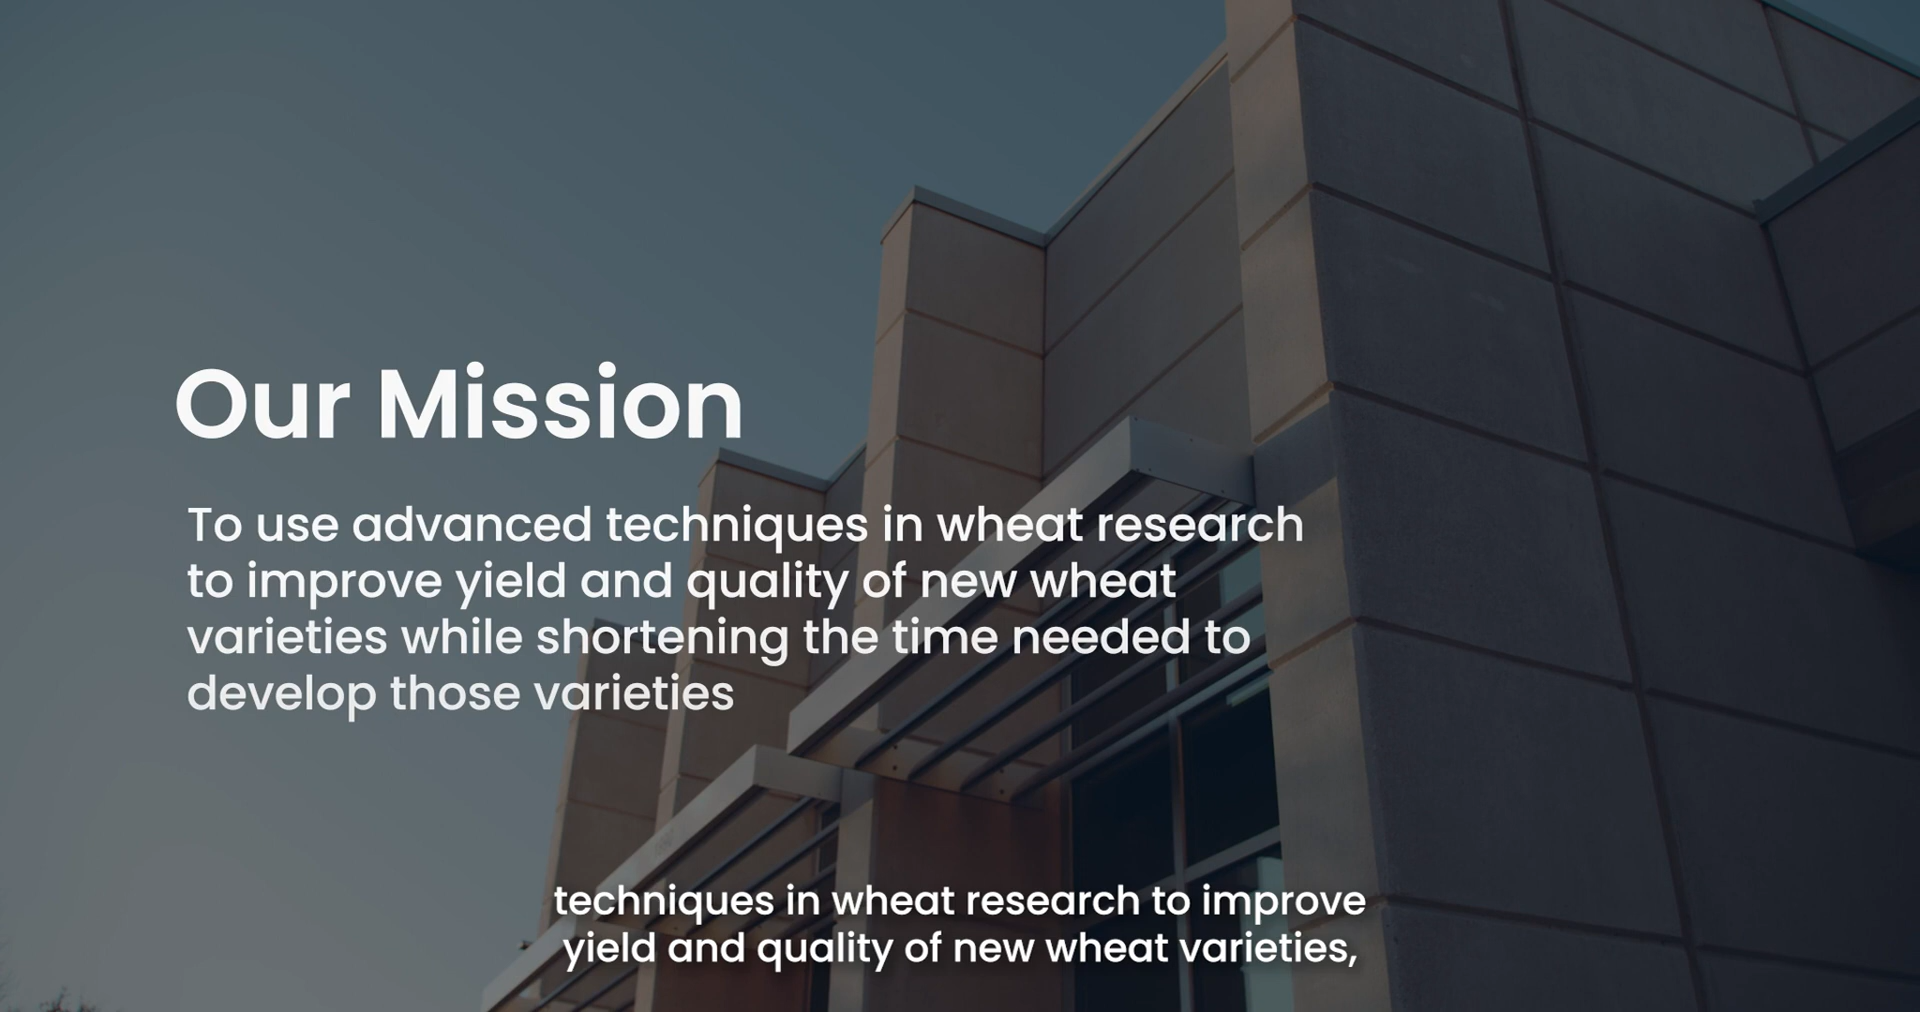 Our Mission
To use advanced techniques in wheat research
to improve yield and quality of new wheat
varieties while shortening the time needed to
develop those varieties
techniques in wheat research to improve
yield and quality of new wheat varieties,